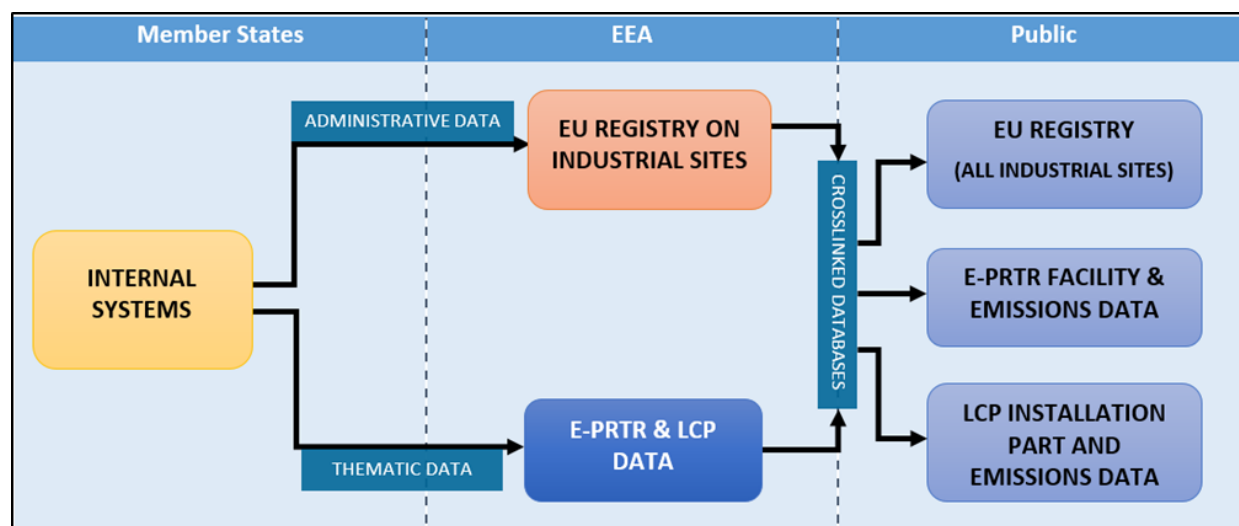 Member States
EEA
Public
ADMINISTRATIVE DATA
EU REGISTRY ON
INDUSTRIAL SITES
EU REGISTRY
(ALL INDUSTRIAL SITES)
INTERNAL
SYSTEMS
CROSSLINKED DATABASES
E-PRTR FACILITY &
EMISSIONS DATA
THEMATIC DATA
E-PRTR & LCP
DATA
LCP INSTALLATION
PART AND
EMISSIONS DATA